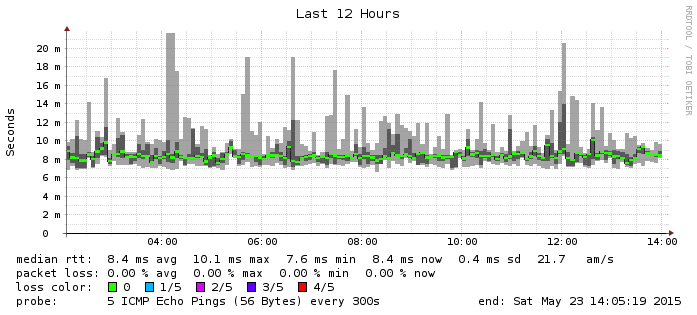 Last 12 Hours
RRDTOOL / TOBI OETIKER
Seconds
20 m
18 m
16 m
14 m
12 m
10 m
8 m
6 m
4 m
2 m
0
04:00 06:00 08:00 10:00 12:00 14:00
median rtt: 8.4 ms avg 10.1 ms max 7.6 ms min 8.4 ms now 0.4 ms sd 21.7 am/s
packet loss: 0.00 % avg 0.00 % max 0.00 % min 0.00 % now
loss color: 0 1/5 2/5 3/5 4/5
probe: 5 ICMP Echo Pings (56 Bytes) every 300s end: Sat May 23 14:05:19 2015